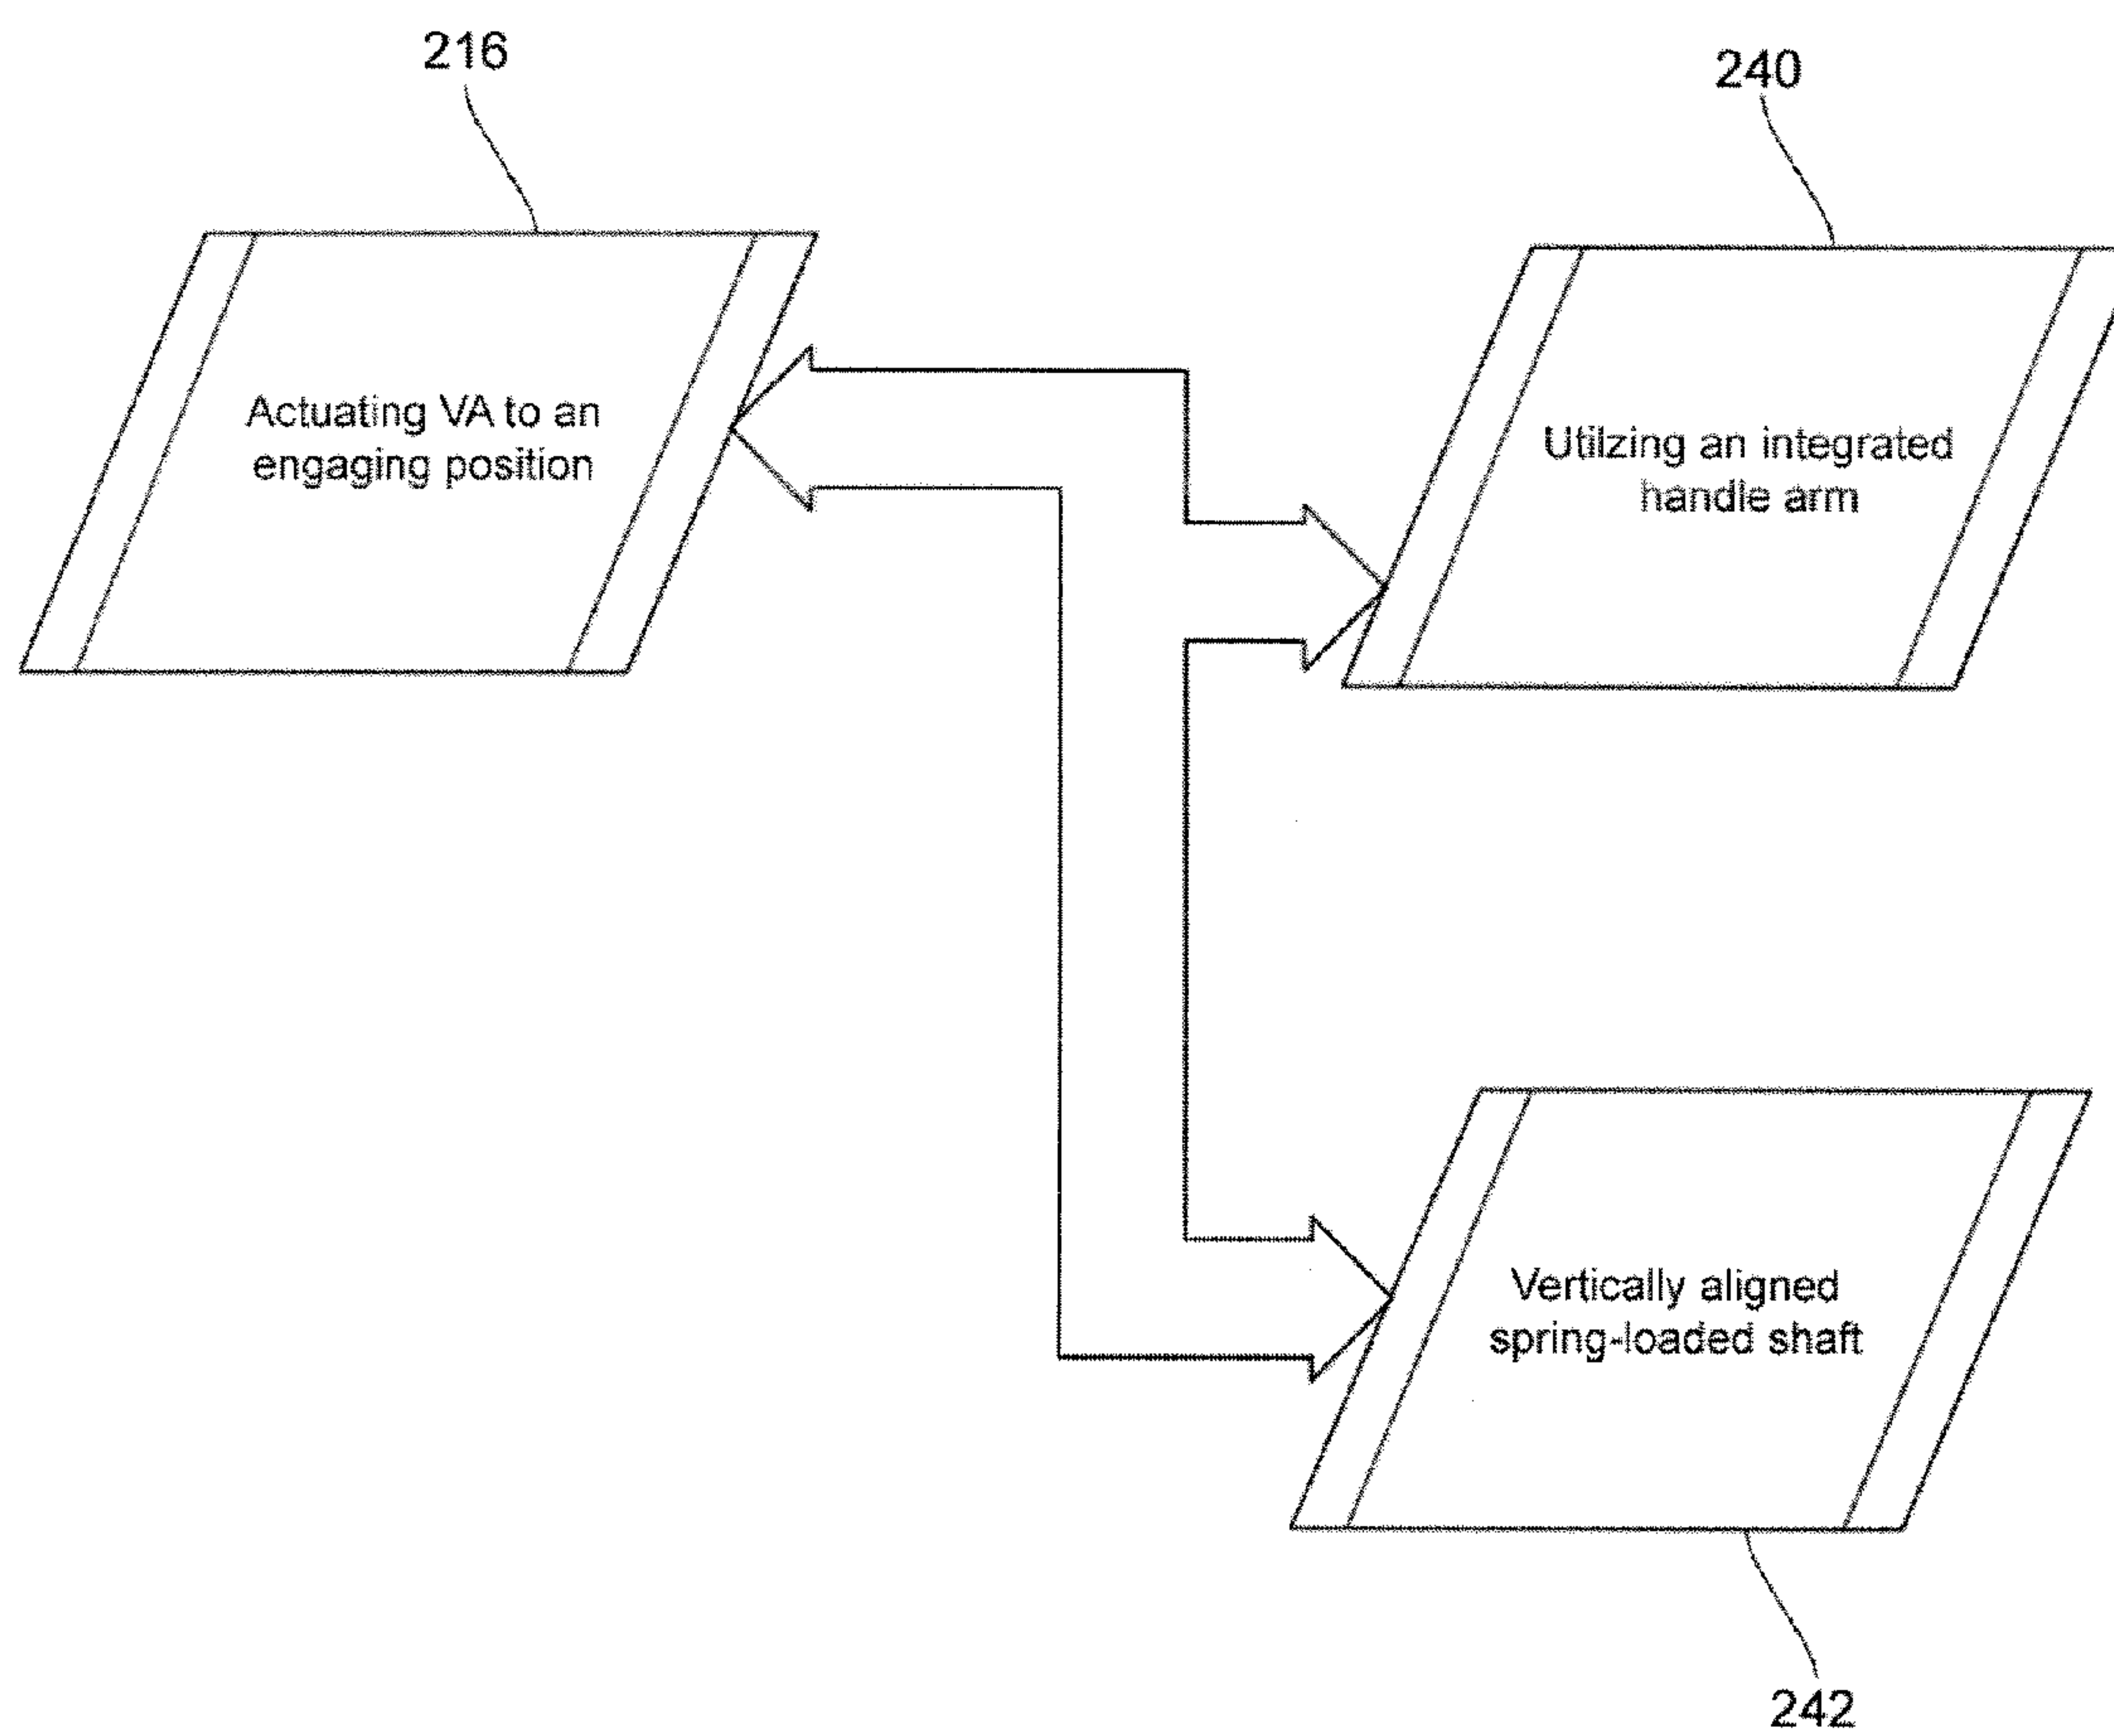 216
240
Actuating VA to an
engaging position
Utilzing an integrated
handle arm
Vertically aligned
spring-loaded shaft
242